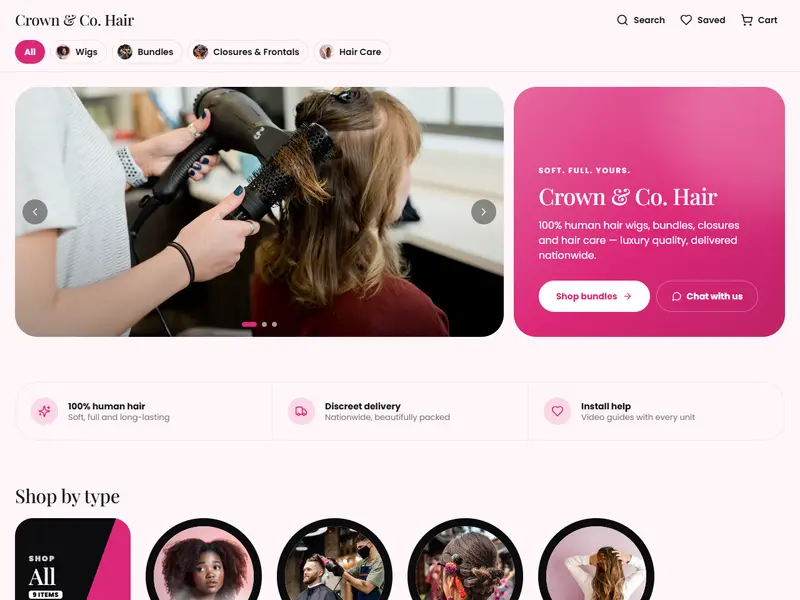 Crown & Co. Hair
Search
Saved
Cart
All
Wigs
Bundles
Closures & Frontals
Hair Care
SOFT. FULL. YOURS.
Crown & Co. Hair
100% human hair wigs, bundles, closures
and hair care — luxury quality, delivered
nationwide.
Shop bundles
Chat with us
100% human hair
Soft, full and long-lasting
Discreet delivery
Nationwide, beautifully packed
Install help
Video guides with every unit
Shop by type
SHOP
All
9 ITEMS